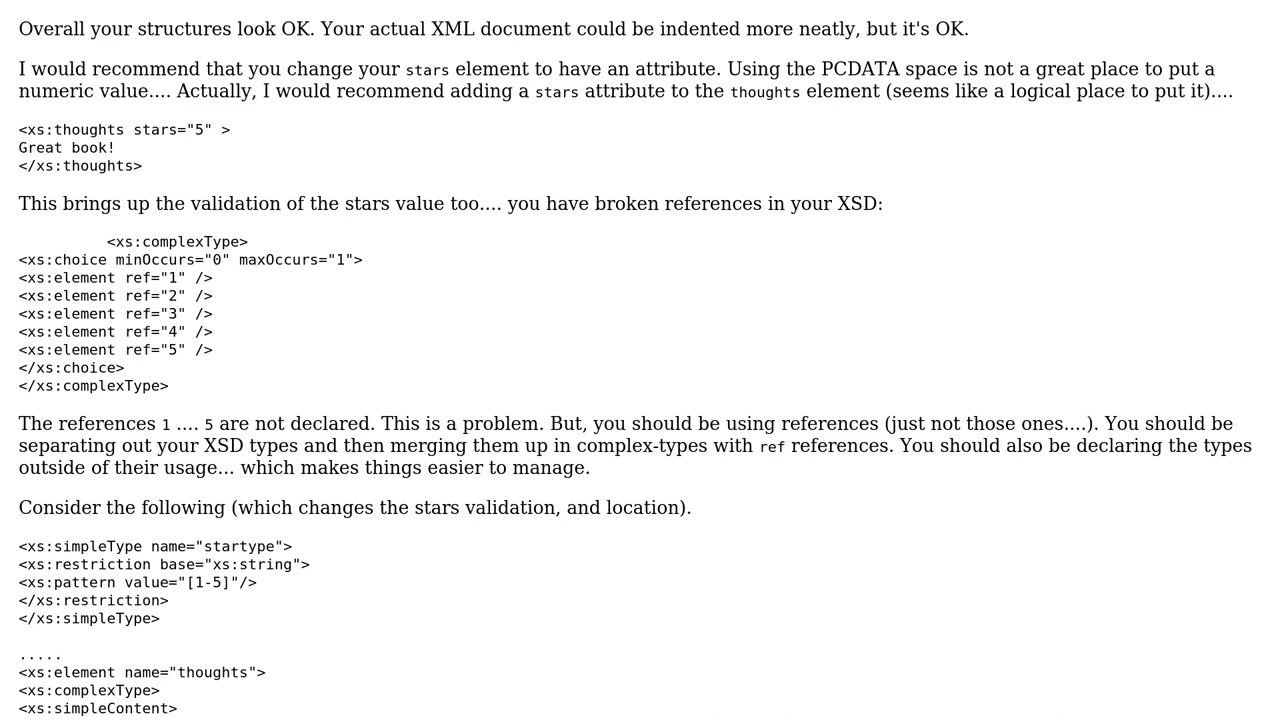 Overall your structures look OK. Your actual XML document could be indented more neatly, but it's OK.
I would recommend that you change your stars element to have an attribute. Using the PCDATA space is not a great place to put a
numeric value.... Actually, I would recommend adding a stars attribute to the thoughts element (seems like a logical place to put it)....
<xs:thoughts stars="5" >
Great book!
</xs:thoughts>
This brings up the validation of the stars value too.... you have broken references in your XSD:
<xs:complexType>
<xs:choice minOccurs="0" maxOccurs="1">
<xs:element ref="1" />
<xs:element ref="2" />
<xs:element ref="3" />
<xs:element ref="4" />
<xs:element ref="5" />
</xs:choice>
</xs:complexType>
The references 1 .... 5 are not declared. This is a problem. But, you should be using references (just not those ones....). You should be
separating out your XSD types and then merging them up in complex-types with ref references. You should also be declaring the types
outside of their usage... which makes things easier to manage.
Consider the following (which changes the stars validation, and location).
<xs:simpleType name="startype">
<xs:restriction base="xs:string">
<xs:pattern value="[1-5]"/>
</xs:restriction>
</xs:simpleType>
.....
<xs:element name="thoughts">
<xs:complexType>
<xs:simpleContent>